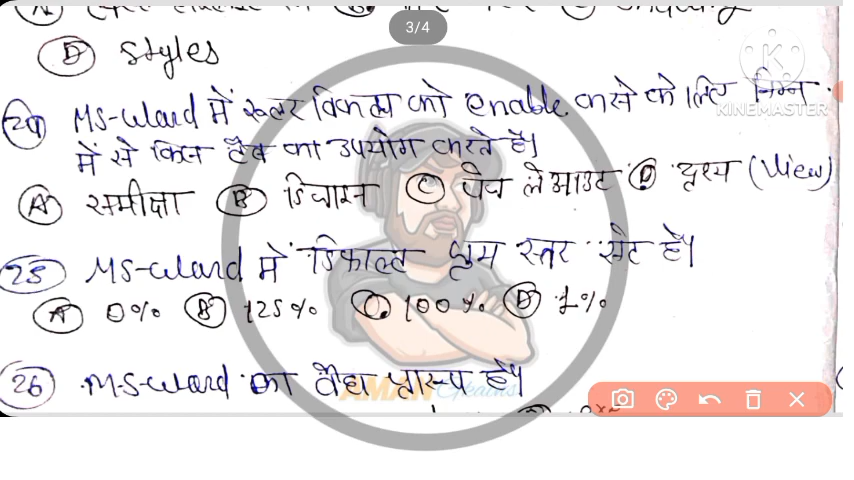 3/4
(D) styles
KINEMASTER
(24) MS-Word में रूलर विकल्प को enable करने के लिए निम्न
में से किस टैब का उपयोग करते है।
(A) समीक्षा (B) डिजाइन (C) पेज लेआउट (D) दृश्य (View)
(25) MS-Word में डिफाल्ट झूम स्तर सेट है।
(A) 0% (B) 125% (C) 100% (D) 1%
(26) M.S-Word का वैध प्रारूप है।
AMAN